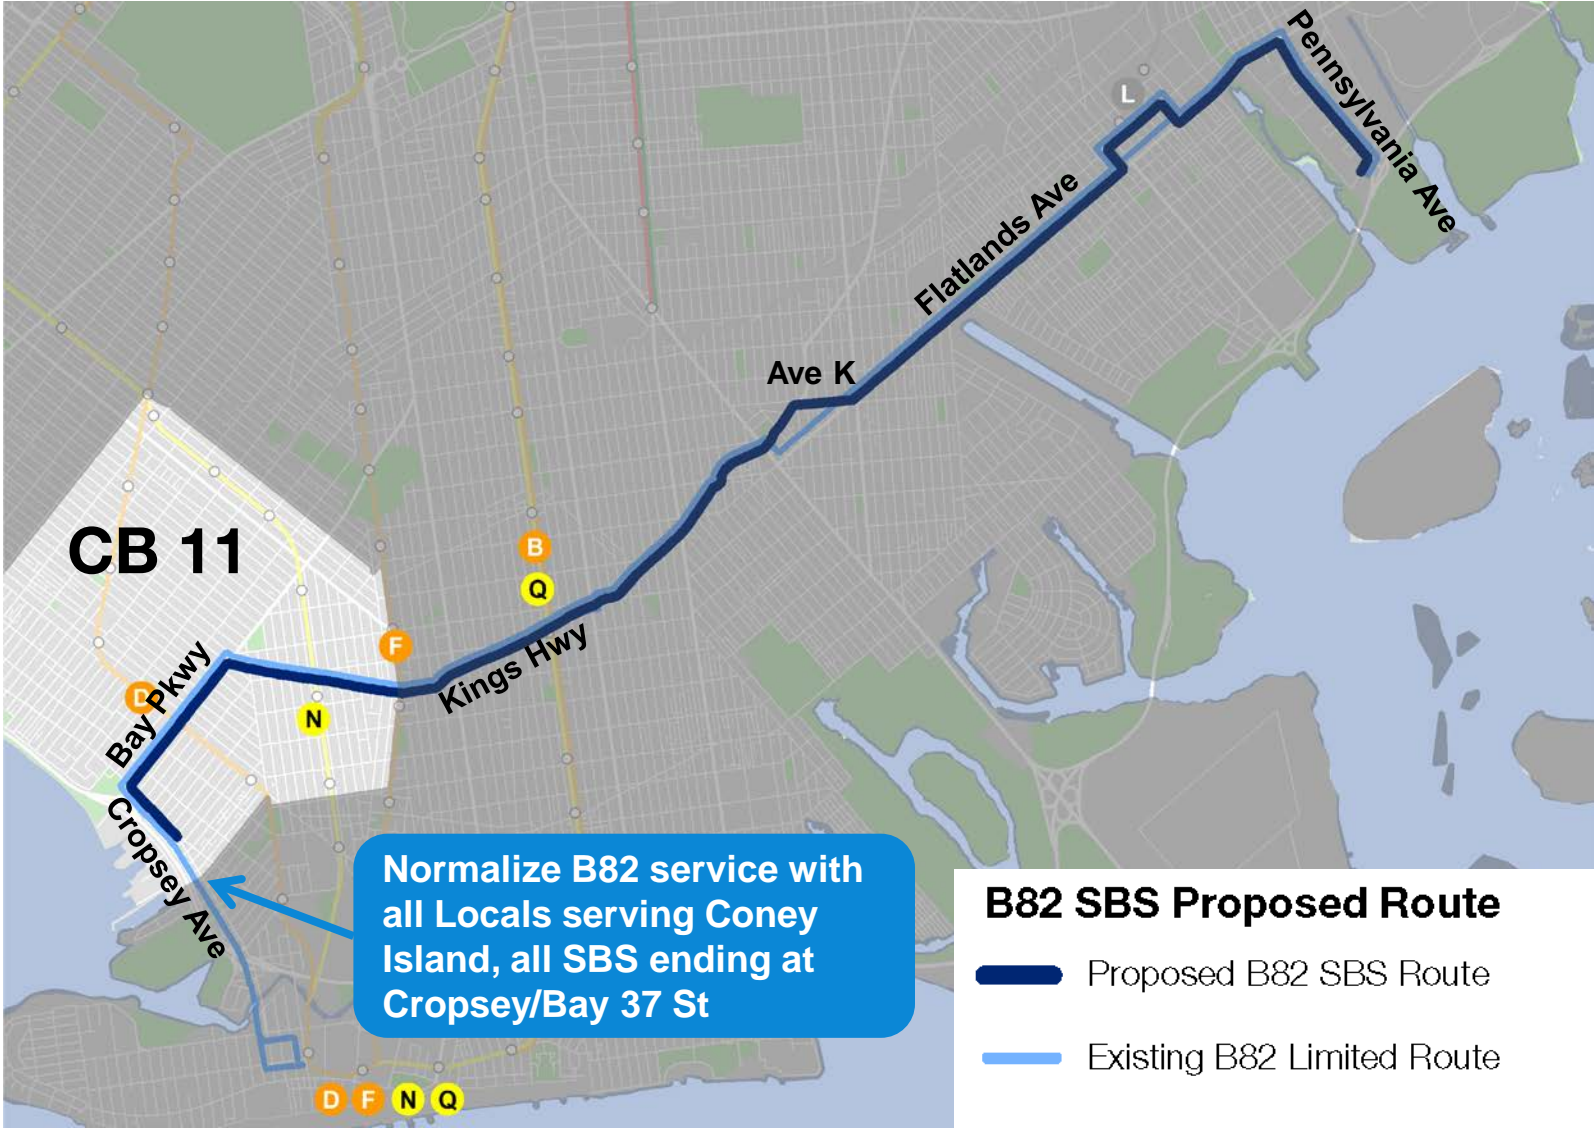 Pennsylvania Ave
L
Flatlands Ave
Ave K
CB 11
B
Q
F
Kings Hwy
Bay Pkwy
D
N
Cropsey Ave
Normalize B82 service with
all Locals serving Coney
Island, all SBS ending at
Cropsey/Bay 37 St
B82 SBS Proposed Route
Proposed B82 SBS Route
Existing B82 Limited Route
D F N Q